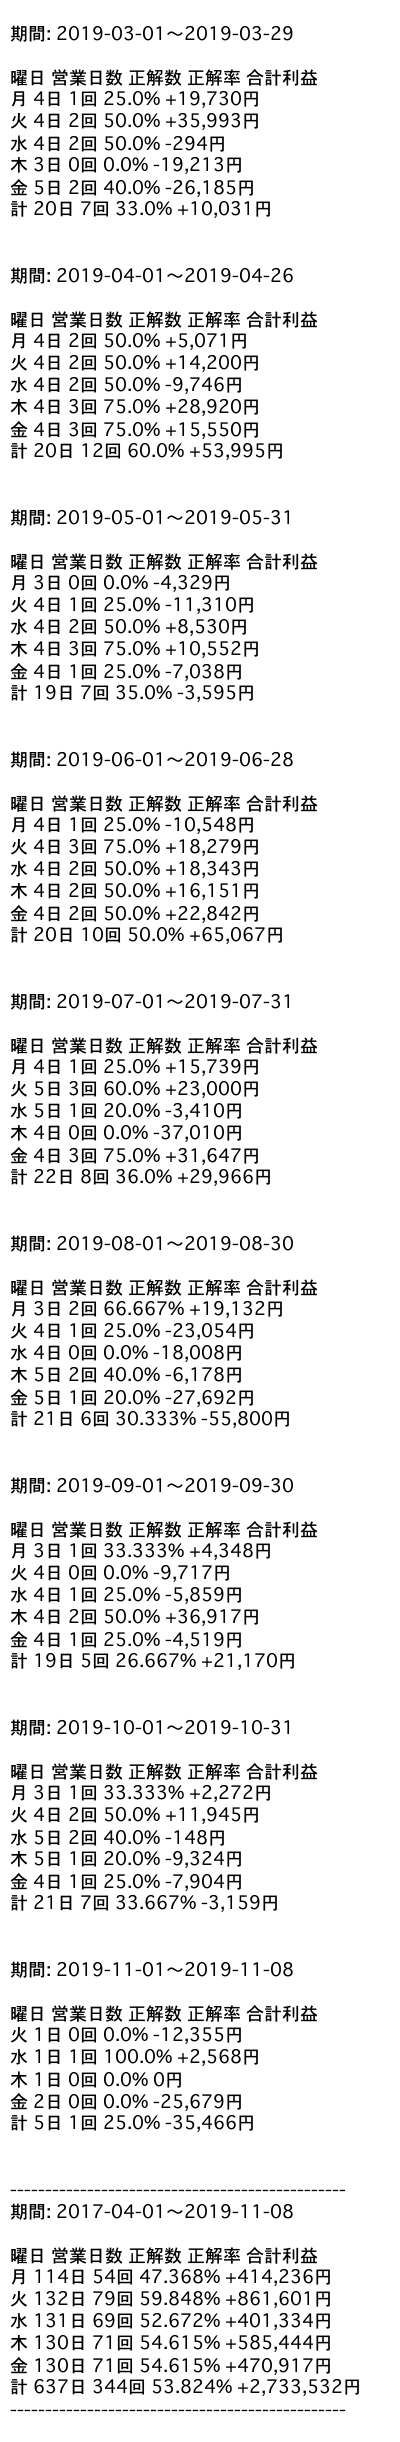 期間: 2019-03-01〜2019-03-29
曜日 営業日数 正解数 正解率 合計利益
月 4日 1回 25.0% +19,730円
火 4日 2回 50.0% +35,993円
水 4日 2回 50.0% -294円
木 3日 0回 0.0% -19,213円
金 5日 2回 40.0% -26,185円
計 20日 7回 33.0% +10,031円
期間: 2019-04-01〜2019-04-26
曜日 営業日数 正解数 正解率 合計利益
月 4日 2回 50.0% +5,071円
火 4日 2回 50.0% +14,200円
水 4日 2回 50.0% -9,746円
木 4日 3回 75.0% +28,920円
金 4日 3回 75.0% +15,550円
計 20日 12回 60.0% +53,995円
期間: 2019-05-01〜2019-05-31
曜日 営業日数 正解数 正解率 合計利益
月 3日 0回 0.0% -4,329円
火 4日 1回 25.0% -11,310円
水 4日 2回 50.0% +8,530円
木 4日 3回 75.0% +10,552円
金 4日 1回 25.0% -7,038円
計 19日 7回 35.0% -3,595円
期間: 2019-06-01〜2019-06-28
曜日 営業日数 正解数 正解率 合計利益
月 4日 1回 25.0% -10,548円
火 4日 3回 75.0% +18,279円
水 4日 2回 50.0% +18,343円
木 4日 2回 50.0% +16,151円
金 4日 2回 50.0% +22,842円
計 20日 10回 50.0% +65,067円
期間: 2019-07-01〜2019-07-31
曜日 営業日数 正解数 正解率 合計利益
月 4日 1回 25.0% +15,739円
火 5日 3回 60.0% +23,000円
水 5日 1回 20.0% -3,410円
木 4日 0回 0.0% -37,010円
金 4日 3回 75.0% +31,647円
計 22日 8回 36.0% +29,966円
期間: 2019-08-01〜2019-08-30
曜日 営業日数 正解数 正解率 合計利益
月 3日 2回 66.667% +19,132円
火 4日 1回 25.0% -23,054円
水 4日 0回 0.0% -18,008円
木 5日 2回 40.0% -6,178円
金 5日 1回 20.0% -27,692円
計 21日 6回 30.333% -55,800円
期間: 2019-09-01〜2019-09-30
曜日 営業日数 正解数 正解率 合計利益
月 3日 1回 33.333% +4,348円
火 4日 0回 0.0% -9,717円
水 4日 1回 25.0% -5,859円
木 4日 2回 50.0% +36,917円
金 4日 1回 25.0% -4,519円
計 19日 5回 26.667% +21,170円
期間: 2019-10-01〜2019-10-31
曜日 営業日数 正解数 正解率 合計利益
月 3日 1回 33.333% +2,272円
火 4日 2回 50.0% +11,945円
水 5日 2回 40.0% -148円
木 5日 1回 20.0% -9,324円
金 4日 1回 25.0% -7,904円
計 21日 7回 33.667% -3,159円
期間: 2019-11-01〜2019-11-08
曜日 営業日数 正解数 正解率 合計利益
火 1日 0回 0.0% -12,355円
水 1日 1回 100.0% +2,568円
木 1日 0回 0.0% 0円
金 2日 0回 0.0% -25,679円
計 5日 1回 25.0% -35,466円
------------------------------------------------
期間: 2017-04-01〜2019-11-08
曜日 営業日数 正解数 正解率 合計利益
月 114日 54回 47.368% +414,236円
火 132日 79回 59.848% +861,601円
水 131日 69回 52.672% +401,334円
木 130日 71回 54.615% +585,444円
金 130日 71回 54.615% +470,917円
計 637日 344回 53.824% +2,733,532円
------------------------------------------------